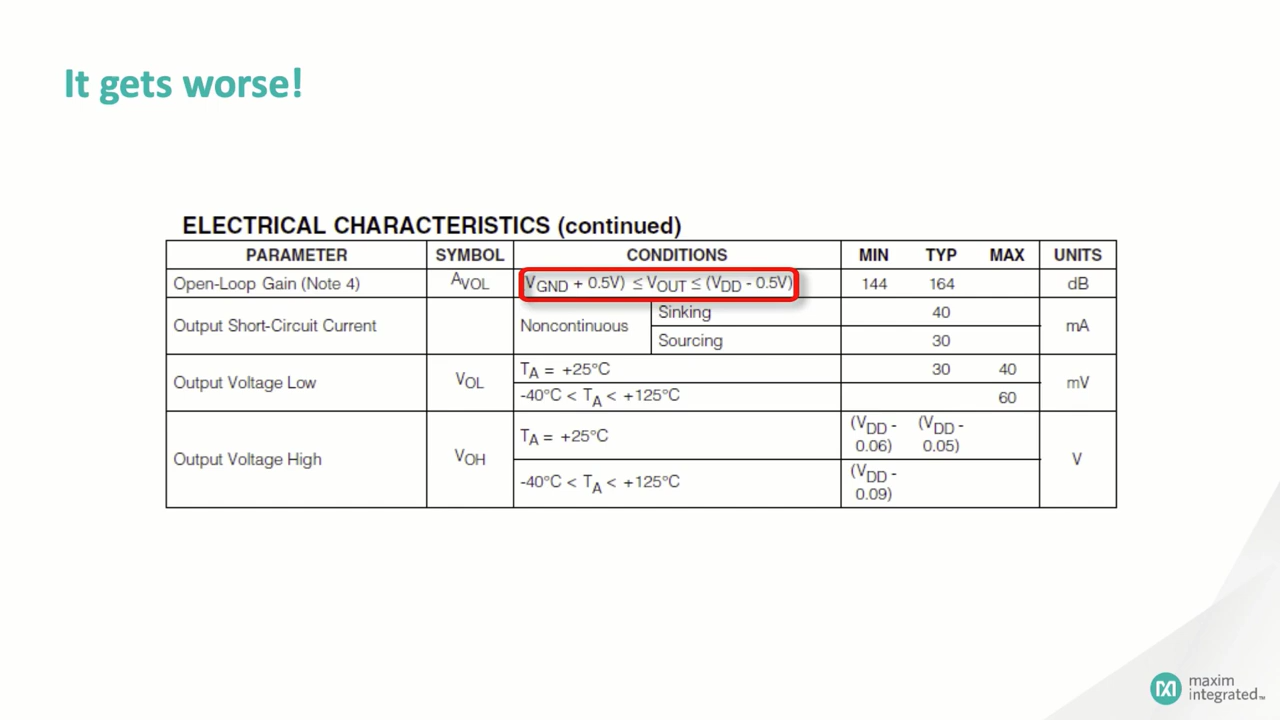 It gets worse!
ELECTRICAL CHARACTERISTICS (continued)
PARAMETER SYMBOL CONDITIONS MIN TYP MAX UNITS
Open-Loop Gain (Note 4) AVOL VGND + 0.5V) ≤ VOUT ≤ (VDD - 0.5V) 144 164 dB
Output Short-Circuit Current Noncontinuous Sinking 40 mA
Sourcing 30
Output Voltage Low VOL TA = +25°C 30 40 mV
-40°C < TA < +125°C 60
Output Voltage High VOH TA = +25°C (VDD - 0.06) (VDD - 0.05) V
-40°C < TA < +125°C (VDD - 0.09)
maxim
integrated™